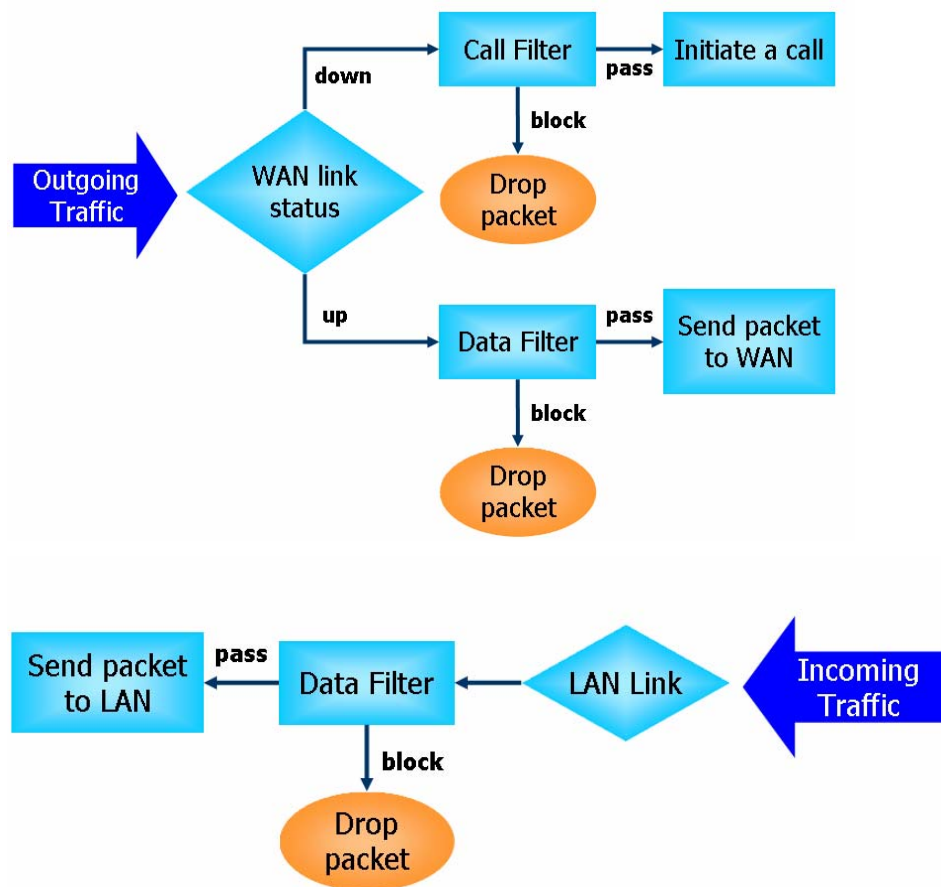 Call Filter
pass
Initiate a call
down
block
Outgoing
Traffic
WAN link
status
Drop
packet
up
Data Filter
pass
Send packet
to WAN
block
Drop
packet
Send packet
to LAN
pass
Data Filter
LAN Link
Incoming
Traffic
block
Drop
packet